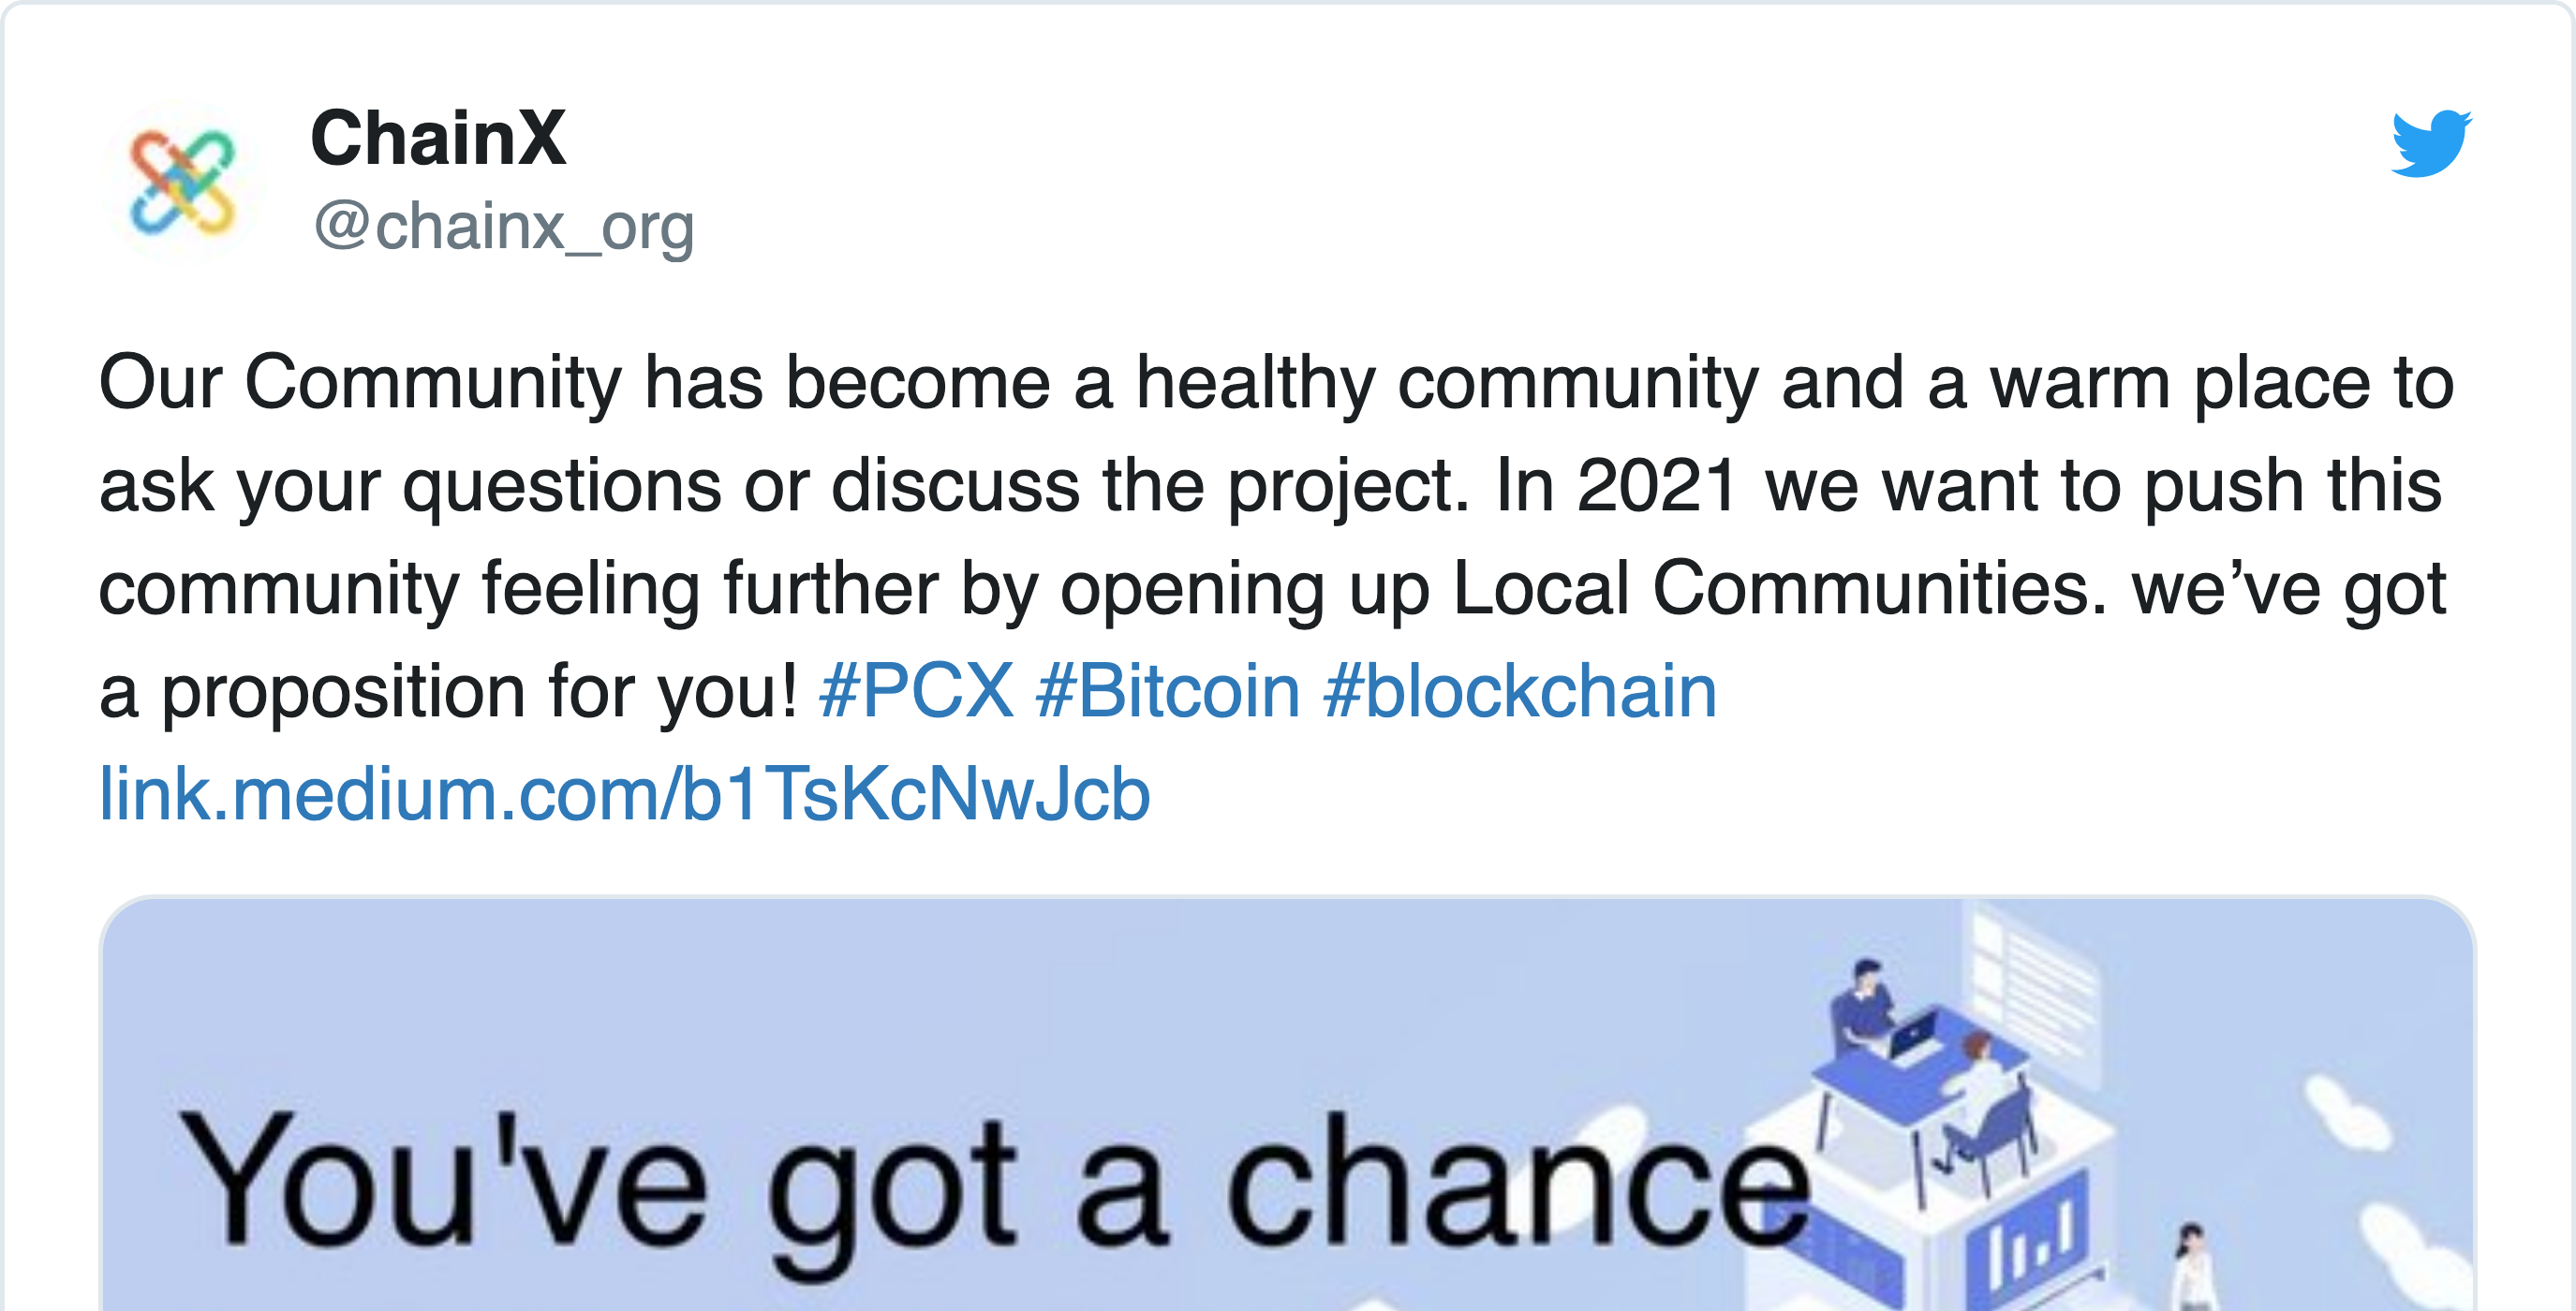 ChainX
@chainx_org
Our Community has become a healthy community and a warm place to
ask your questions or discuss the project. In 2021 we want to push this
community feeling further by opening up Local Communities. we’ve got
a proposition for you! #PCX #Bitcoin #blockchain
link.medium.com/b1TsKcNwJcb
You've got a chance